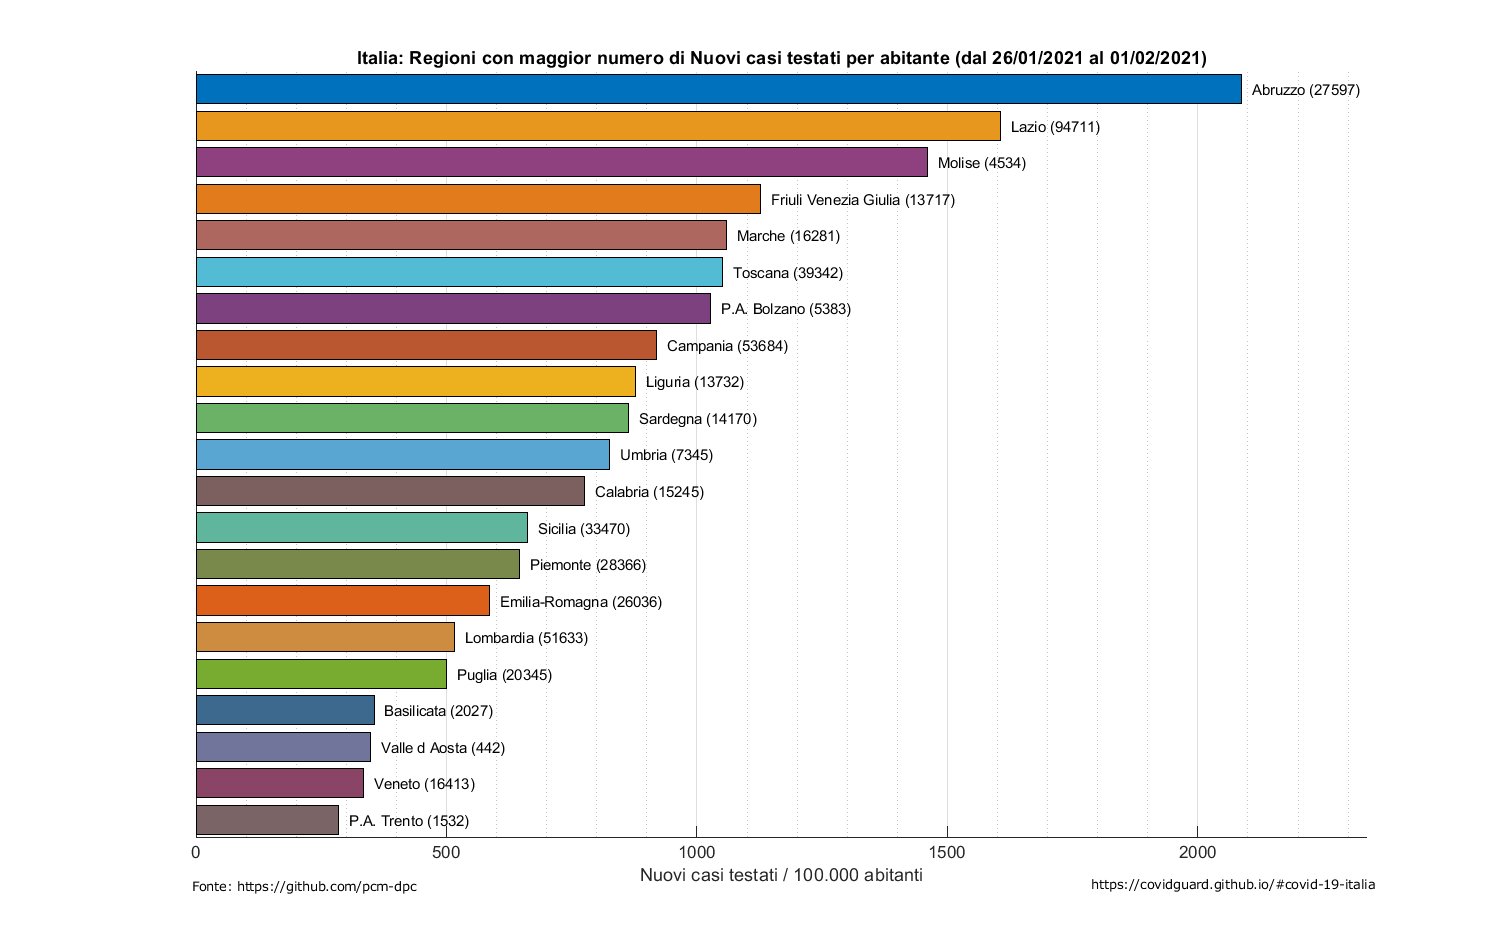 Italia: Regioni con maggior numero di Nuovi casi testati per abitante (dal 26/01/2021 al 01/02/2021)
Abruzzo (27597)
Lazio (94711)
Molise (4534)
Friuli Venezia Giulia (13717)
Marche (16281)
Toscana (39342)
P.A. Bolzano (5383)
Campania (53684)
Liguria (13732)
Sardegna (14170)
Umbria (7345)
Calabria (15245)
Sicilia (33470)
Piemonte (28366)
Emilia-Romagna (26036)
Lombardia (51633)
Puglia (20345)
Basilicata (2027)
Valle d Aosta (442)
Veneto (16413)
P.A. Trento (1532)
0 500 1000 1500 2000
Nuovi casi testati / 100.000 abitanti
Fonte: https://github.com/pcm-dpc
https://covidguard.github.io/#covid-19-italia